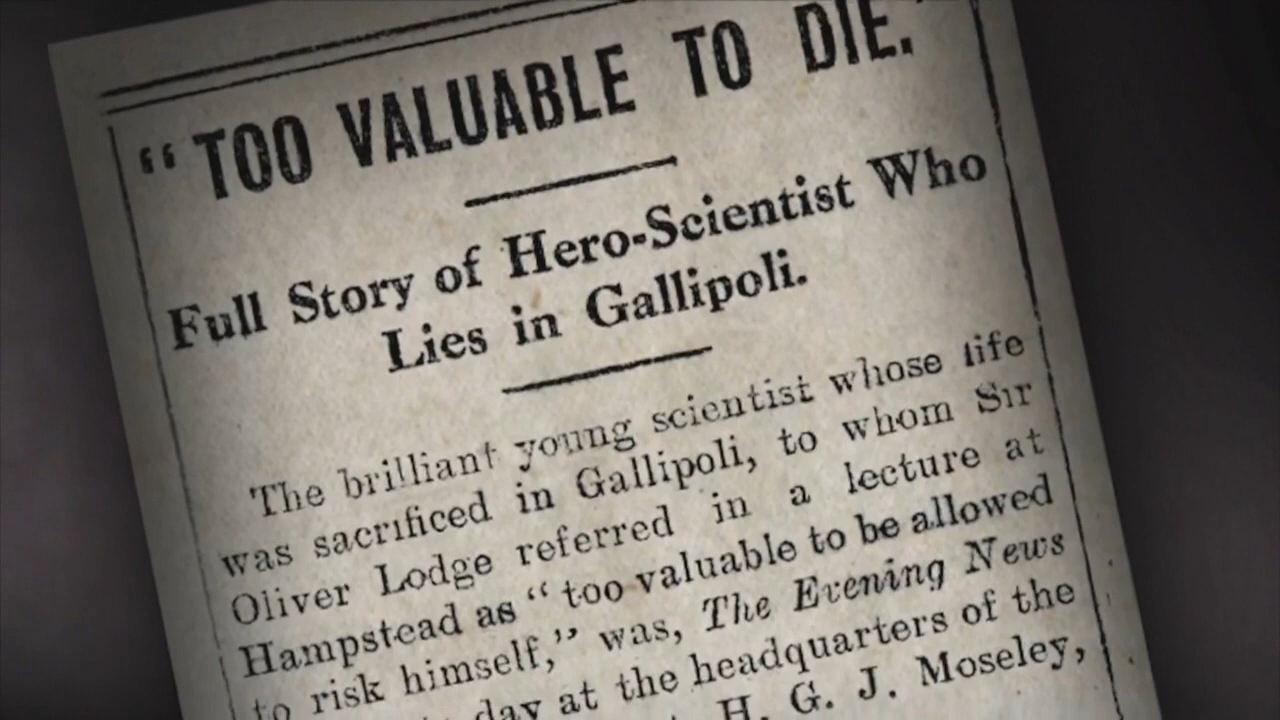 “TOO VALUABLE TO DIE.”
Full Story of Hero-Scientist Who
Lies in Gallipoli.
The brilliant young scientist whose life
was sacrificed in Gallipoli, to whom Sir
Oliver Lodge referred in a lecture at
Hampstead as “too valuable to be allowed
to risk himself,” was, The Evening News
day at the headquarters of the
H. G. J. Moseley,